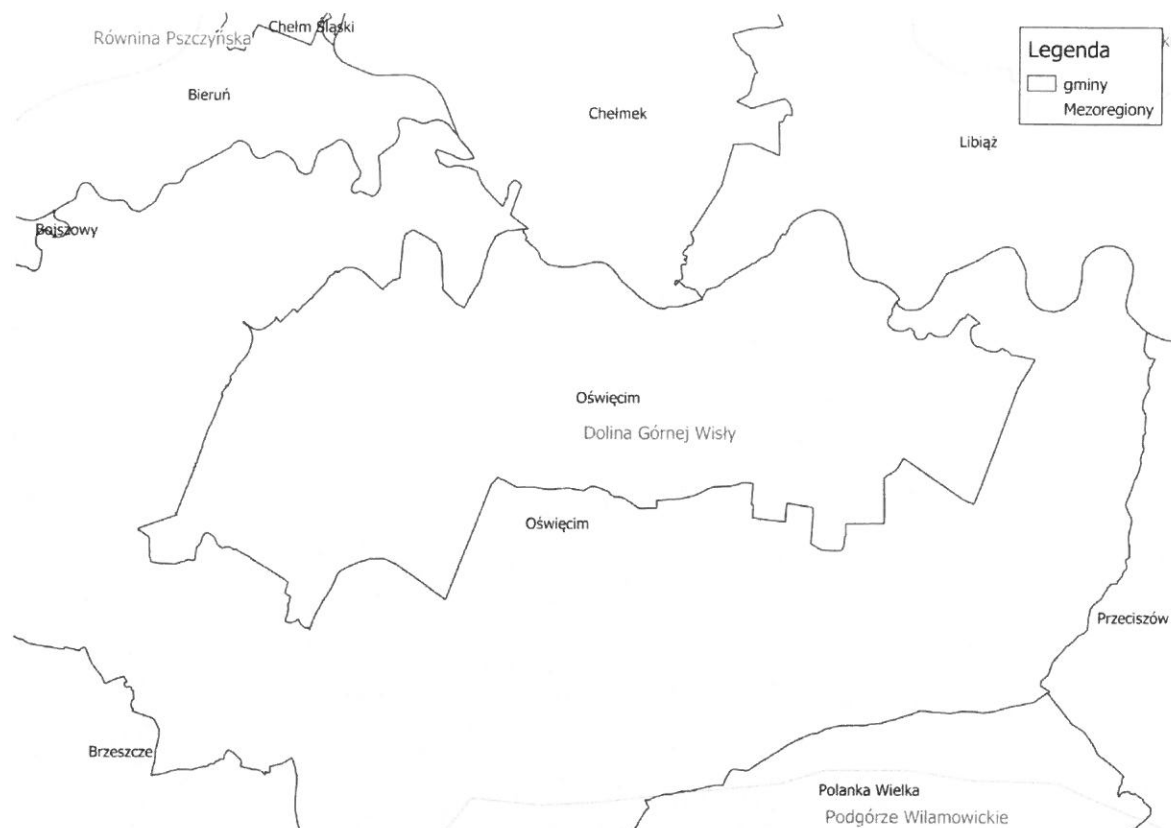 Chełm Śląski
Równina Pszczyńska
Legenda
k
gminy
Mezoregiony
Bieruń
Chełmek
Libiąż
Bojszowy
Oświęcim
Dolina Górnej Wisły
Oświęcim
Przeciszów
Brzeszcze
Polanka Wielka
Podgórze Wilamowickie